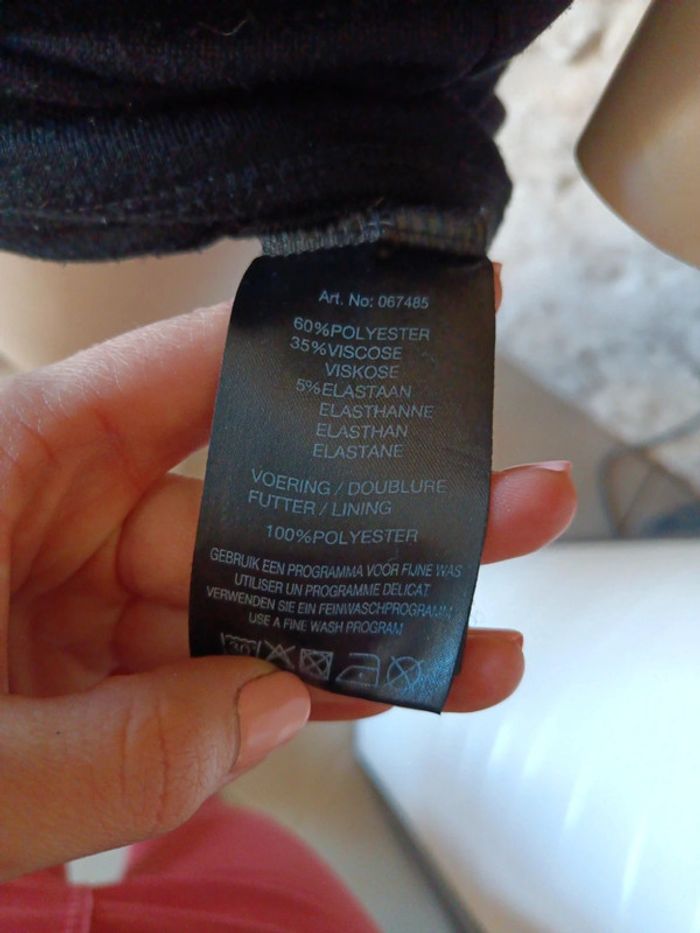 Art. No: 067485
60%POLYESTER
35%VISCOSE
VISKOSE
5%ELASTAAN
ELASTHANNE
ELASTHAN
ELASTANE
VOERING / DOUBLURE
FUTTER / LINING
100%POLYESTER
GEBRUIK EEN PROGRAMMA VOOR FIJNE WAS
UTILISER UN PROGRAMME DELICAT
VERWENDEN SIE EIN FEINWASCHPROGRAMM
USE A FINE WASH PROGRAM
30°